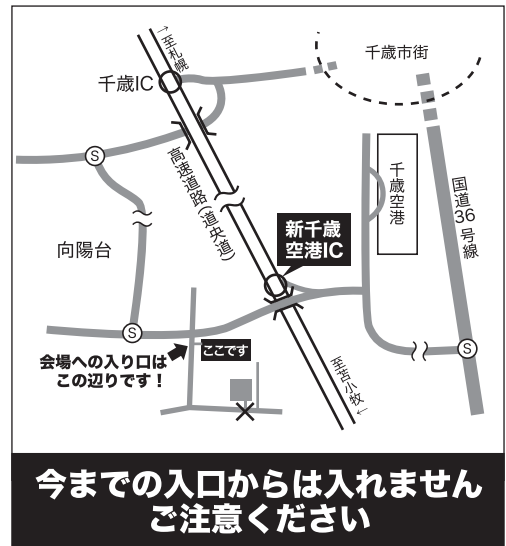 →至札幌
千歳市街
千歳IC
S
高速道路(道央道)
千歳空港
国道36号線
向陽台
新千歳
空港IC
S
S
会場への入り口は
この辺りです！
ここです
至苫小牧→
今までの入口からは入れません
ご注意ください